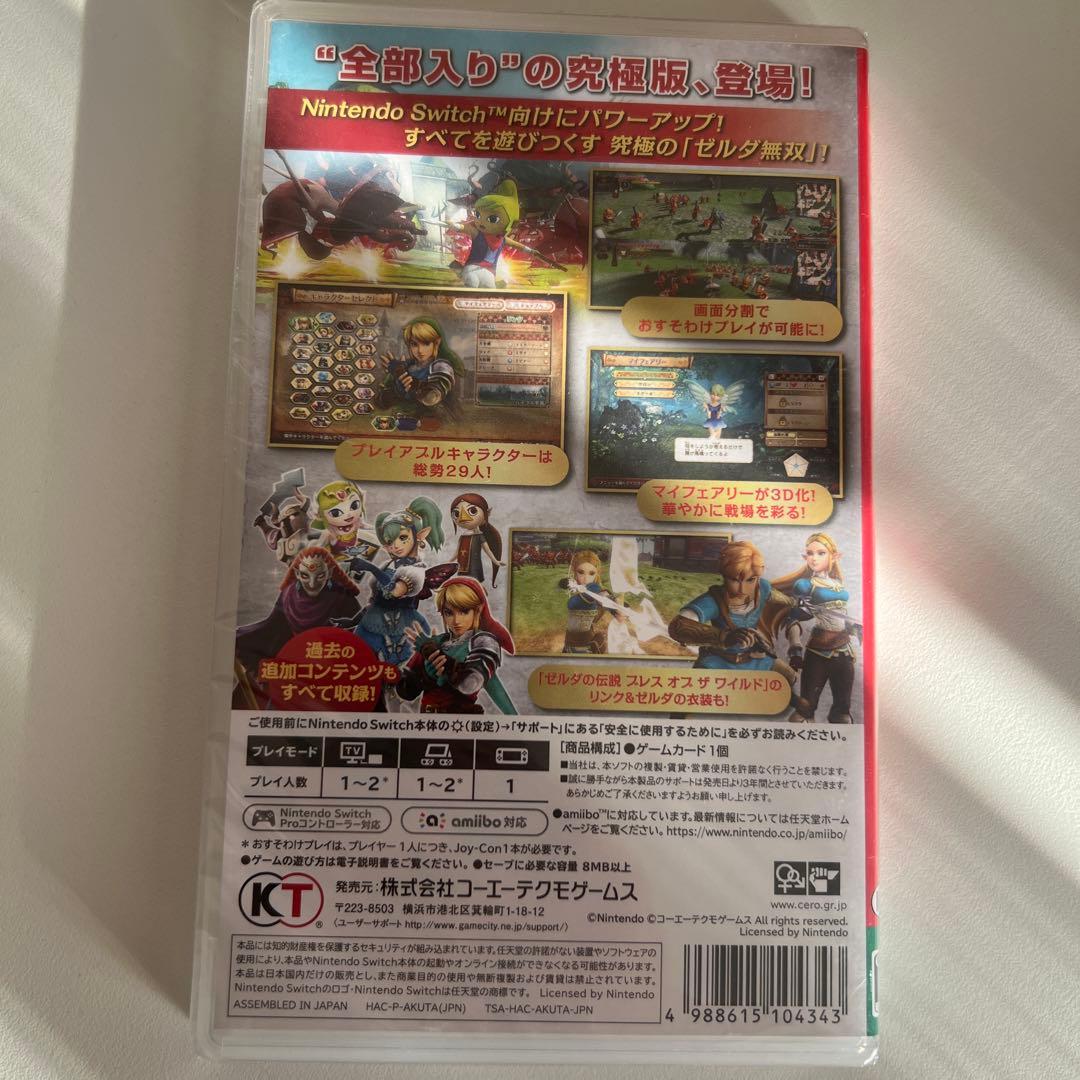 “全部入り”の究極版、登場！
Nintendo Switch™向けにパワーアップ！
すべてを遊びつくす 究極の「ゼルダ無双」！
画面分割で
おすそわけプレイが可能に！
キャラクターセレクト
プレイアブルキャラクターは
総勢29人！
マイフェアリー
マイフェアリーが3D化！
華やかに戦場を彩る！
過去の
追加コンテンツも
すべて収録！
「ゼルダの伝説 ブレス オブ ザ ワイルド」の
リンク&ゼルダの衣装も！
ご使用前にNintendo Switch本体の(設定)→「サポート」にある「安全に使用するために」を必ずお読みください。
プレイモード TV
プレイ人数 1～2* 1～2* 1
[商品構成]●ゲームカード1個
■当社は、本ソフトの複製・賃貸・営業使用を許諾なく行うことを禁じます。
■誠に勝手ながら本製品のサポートは発売日より3年間とさせていただきます。
あらかじめご了承くださいますようお願い申し上げます。
Nintendo Switch
Proコントローラー対応
amiibo対応
●amiibo™に対応しています。最新情報については任天堂ホーム
ページをご覧ください。https://www.nintendo.co.jp/amiibo/
* おすそわけプレイは、プレイヤー1人につき、Joy-Con1本が必要です。
●ゲームの遊び方は電子説明書をご覧ください。 ●セーブに必要な容量 8MB以上
KT®
発売元：株式会社コーエーテクモゲームス
〒223-8503 横浜市港北区箕輪町1-18-12
〈ユーザーサポート http://www.gamecity.ne.jp/support/〉
www.cero.gr.jp
©Nintendo ©コーエーテクモゲームス All rights reserved.
Licensed by Nintendo
本品には知的財産権を保護するセキュリティが組み込まれています。任天堂の許諾がない装置やソフトウェアの
使用により、本品やNintendo Switch本体の起動やオンライン接続ができなくなる可能性があります。
本品は日本国内だけの販売とし、また商業目的の使用や無断複製および賃貸は禁止されています。
Nintendo Switchのロゴ・Nintendo Switchは任天堂の商標です。 Licensed by Nintendo
ASSEMBLED IN JAPAN HAC-P-AKUTA(JPN) TSA-HAC-AKUTA-JPN
4 988615 104343